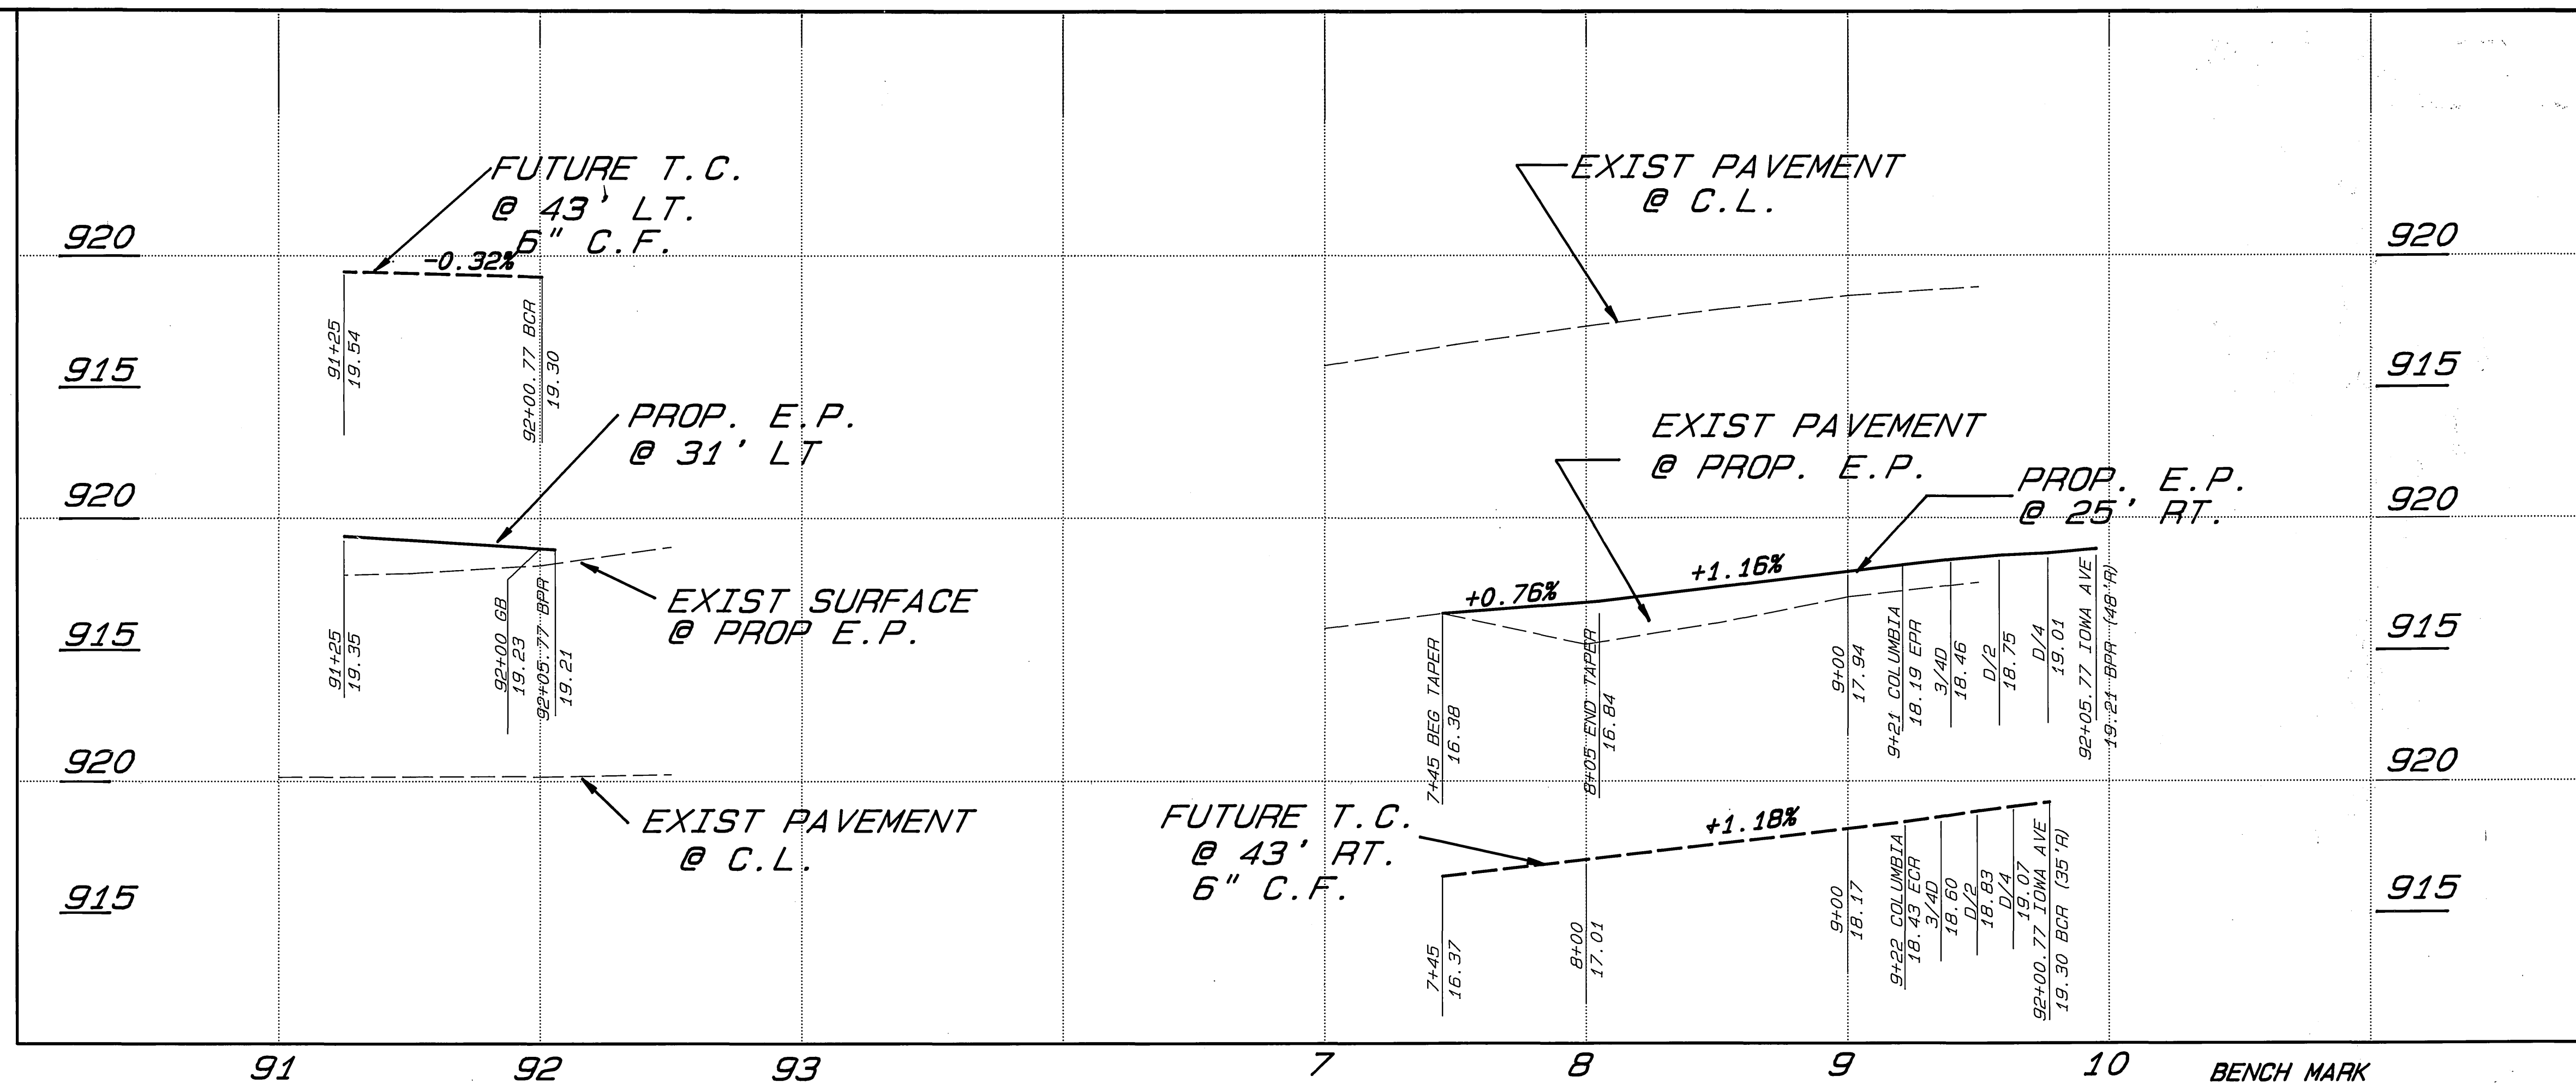 FUTURE T.C.
@ 43' LT.
6" C.F.
-0.32%
920
915
91+25
19.54
92+00.77 BCR
19.30
PROP. E.P.
@ 31' LT
920
915
91+25
19.35
92+00 GB
19.23
92+05.77 BPR
19.21
EXIST SURFACE
@ PROP E.P.
920
915
EXIST PAVEMENT
@ C.L.
EXIST PAVEMENT
@ C.L.
920
915
EXIST PAVEMENT
@ PROP. E.P.
PROP. E.P.
@ 25' RT.
+0.76%
+1.16%
920
915
7+45 BEG TAPER
16.38
8+05 END TAPER
16.84
9+00
17.94
9+21 COLUMBIA
18.19 EPR
3/4D
18.46
D/2
18.75
D/4
19.01
92+05.77 IOWA AVE
19.21 BPR (48'R)
FUTURE T.C.
@ 43' RT.
6" C.F.
+1.18%
920
915
7+45
16.37
8+00
17.01
9+00
18.17
9+22 COLUMBIA
18.43 ECR
3/4D
18.60
D/2
18.83
D/4
19.07
92+00.77 IOWA AVE
19.30 BCR (35'R)
91
92
93
7
8
9
10
BENCH MARK